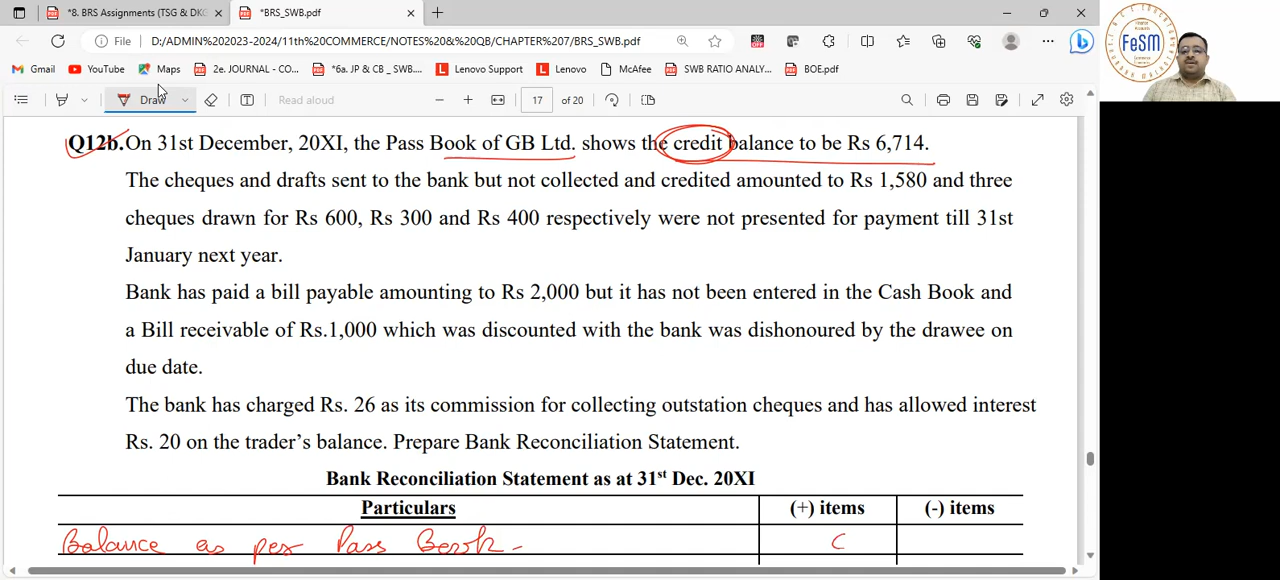 *8. BRS Assignments (TSG & DKG
*BRS_SWB.pdf
File D:/ADMIN%202023-2024/11th%20COMMERCE/NOTES%
%20CHAPTER%207/BRS_SWB.pdf
Gmail YouTube Maps 2e. JOURNAL - CO... *6a. JP & CB _ SWB.... Lenovo Support Lenovo McAfee SWB RATIO ANALY... BOE.pdf
Draw Read aloud 17 of 20
FeSM
Q12b. On 31st December, 20XI, the Pass Book of GB Ltd. shows the credit balance to be Rs 6,714.
The cheques and drafts sent to the bank but not collected and credited amounted to Rs 1,580 and three
cheques drawn for Rs 600, Rs 300 and Rs 400 respectively were not presented for payment till 31st
January next year.
Bank has paid a bill payable amounting to Rs 2,000 but it has not been entered in the Cash Book and
a Bill receivable of Rs.1,000 which was discounted with the bank was dishonoured by the drawee on
due date.
The bank has charged Rs. 26 as its commission for collecting outstation cheques and has allowed interest
Rs. 20 on the trader's balance. Prepare Bank Reconciliation Statement.
Bank Reconciliation Statement as at 31st Dec. 20XI
Particulars (+) items (-) items
Balance as per Pass Book -